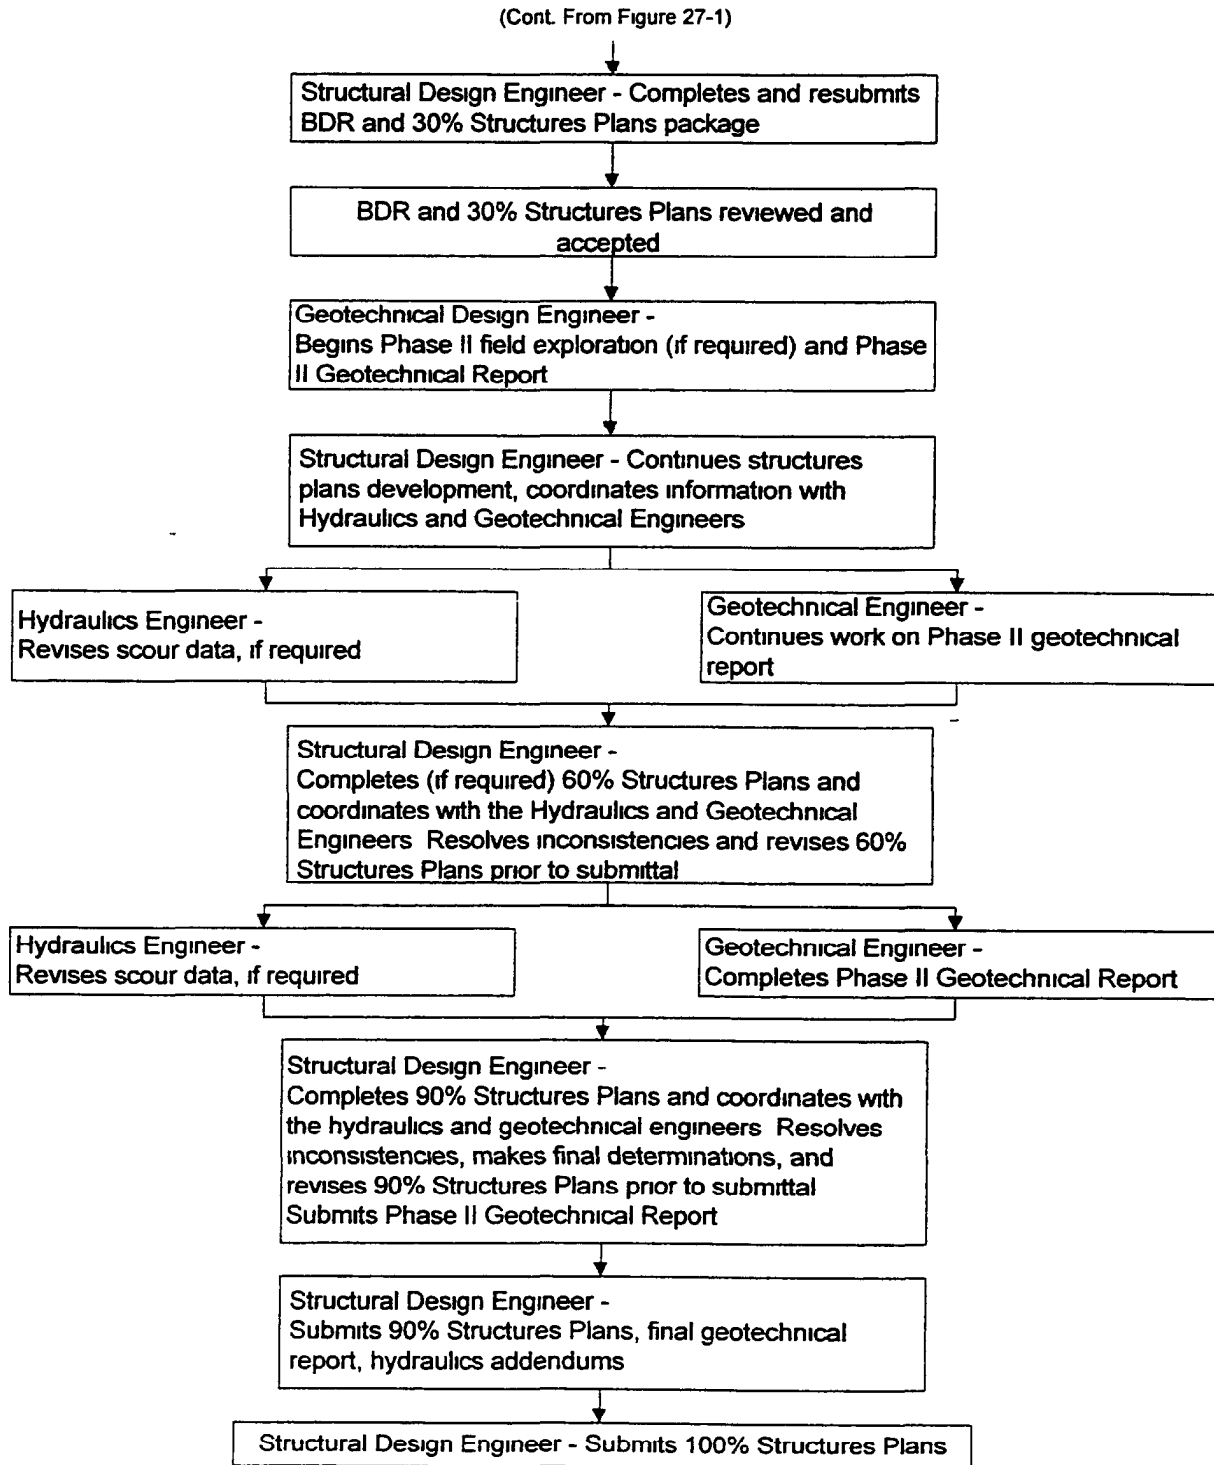 (Cont. From Figure 27-1)
Structural Design Engineer - Completes and resubmits
BDR and 30% Structures Plans package
BDR and 30% Structures Plans reviewed and
accepted
Geotechnical Design Engineer -
Begins Phase II field exploration (if required) and Phase
II Geotechnical Report
Structural Design Engineer - Continues structures
plans development, coordinates information with
Hydraulics and Geotechnical Engineers
Hydraulics Engineer -
Revises scour data, if required
Geotechnical Engineer -
Continues work on Phase II geotechnical
report
Structural Design Engineer -
Completes (if required) 60% Structures Plans and
coordinates with the Hydraulics and Geotechnical
Engineers Resolves inconsistencies and revises 60%
Structures Plans prior to submittal
Hydraulics Engineer -
Revises scour data, if required
Geotechnical Engineer -
Completes Phase II Geotechnical Report
Structural Design Engineer -
Completes 90% Structures Plans and coordinates with
the hydraulics and geotechnical engineers Resolves
inconsistencies, makes final determinations, and
revises 90% Structures Plans prior to submittal
Submits Phase II Geotechnical Report
Structural Design Engineer -
Submits 90% Structures Plans, final geotechnical
report, hydraulics addendums
Structural Design Engineer - Submits 100% Structures Plans